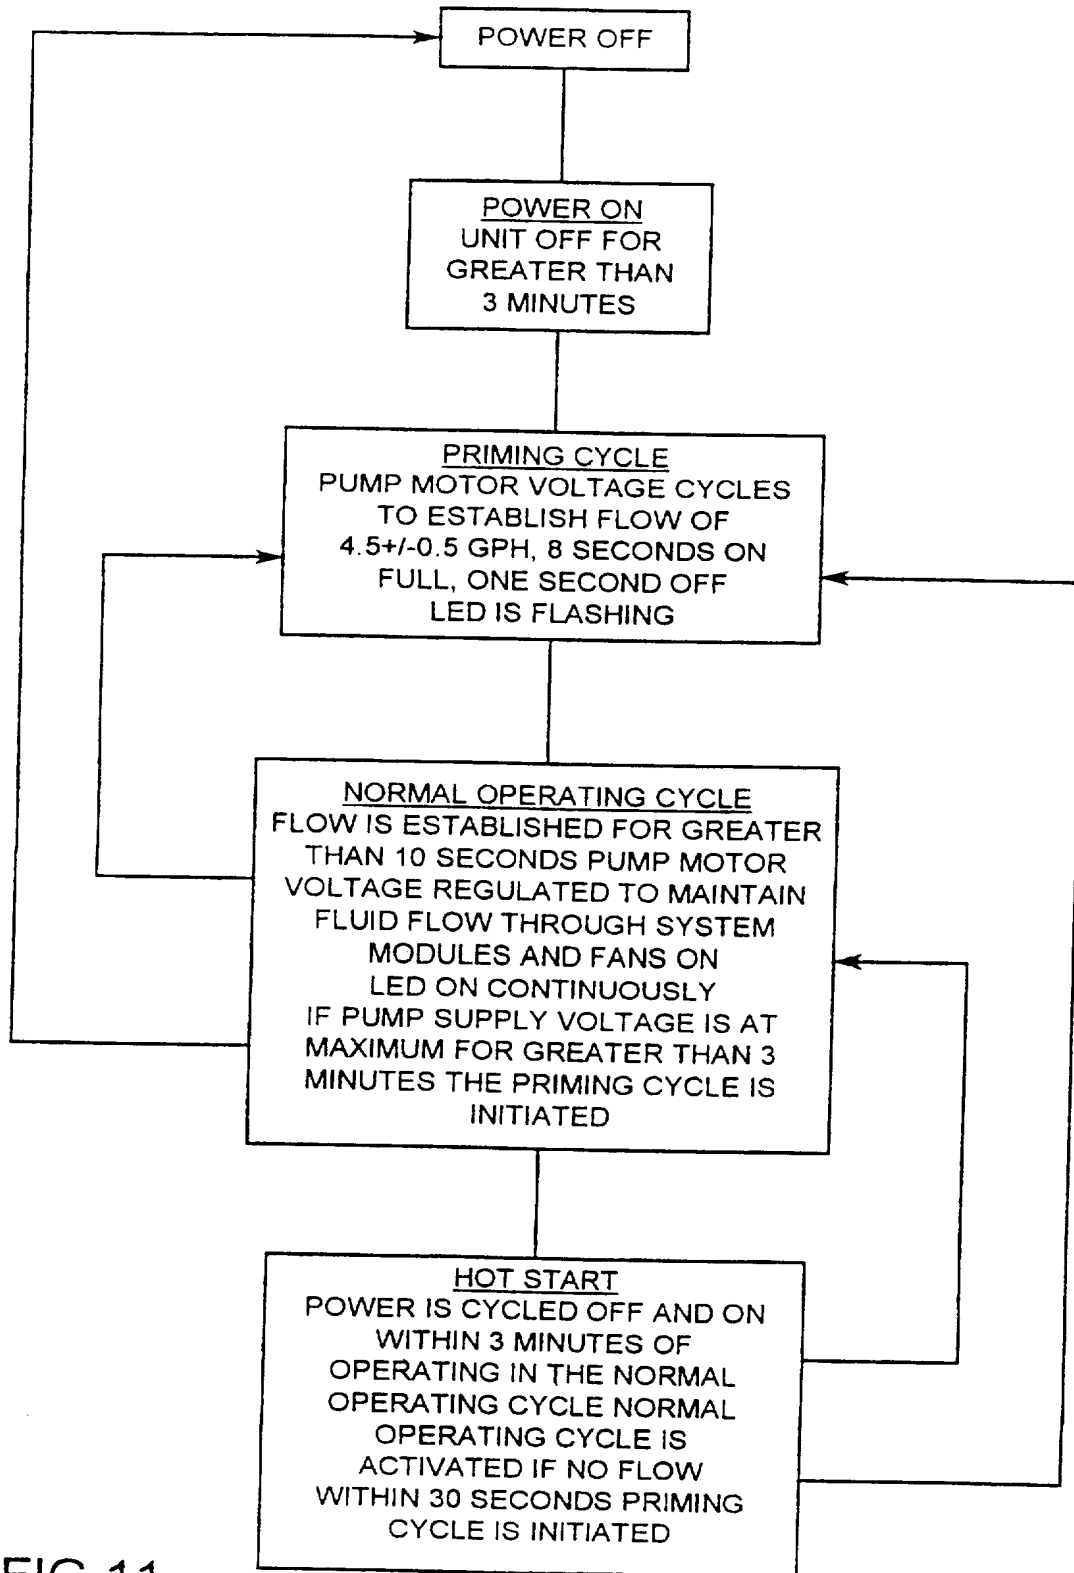 POWER OFF
POWER ON
UNIT OFF FOR
GREATER THAN
3 MINUTES
PRIMING CYCLE
PUMP MOTOR VOLTAGE CYCLES
TO ESTABLISH FLOW OF
4.5+/-0.5 GPH, 8 SECONDS ON
FULL, ONE SECOND OFF
LED IS FLASHING
NORMAL OPERATING CYCLE
FLOW IS ESTABLISHED FOR GREATER
THAN 10 SECONDS PUMP MOTOR
VOLTAGE REGULATED TO MAINTAIN
FLUID FLOW THROUGH SYSTEM
MODULES AND FANS ON
LED ON CONTINUOUSLY
IF PUMP SUPPLY VOLTAGE IS AT
MAXIMUM FOR GREATER THAN 3
MINUTES THE PRIMING CYCLE IS
INITIATED
HOT START
POWER IS CYCLED OFF AND ON
WITHIN 3 MINUTES OF
OPERATING IN THE NORMAL
OPERATING CYCLE NORMAL
OPERATING CYCLE IS
ACTIVATED IF NO FLOW
WITHIN 30 SECONDS PRIMING
CYCLE IS INITIATED
FIG 11